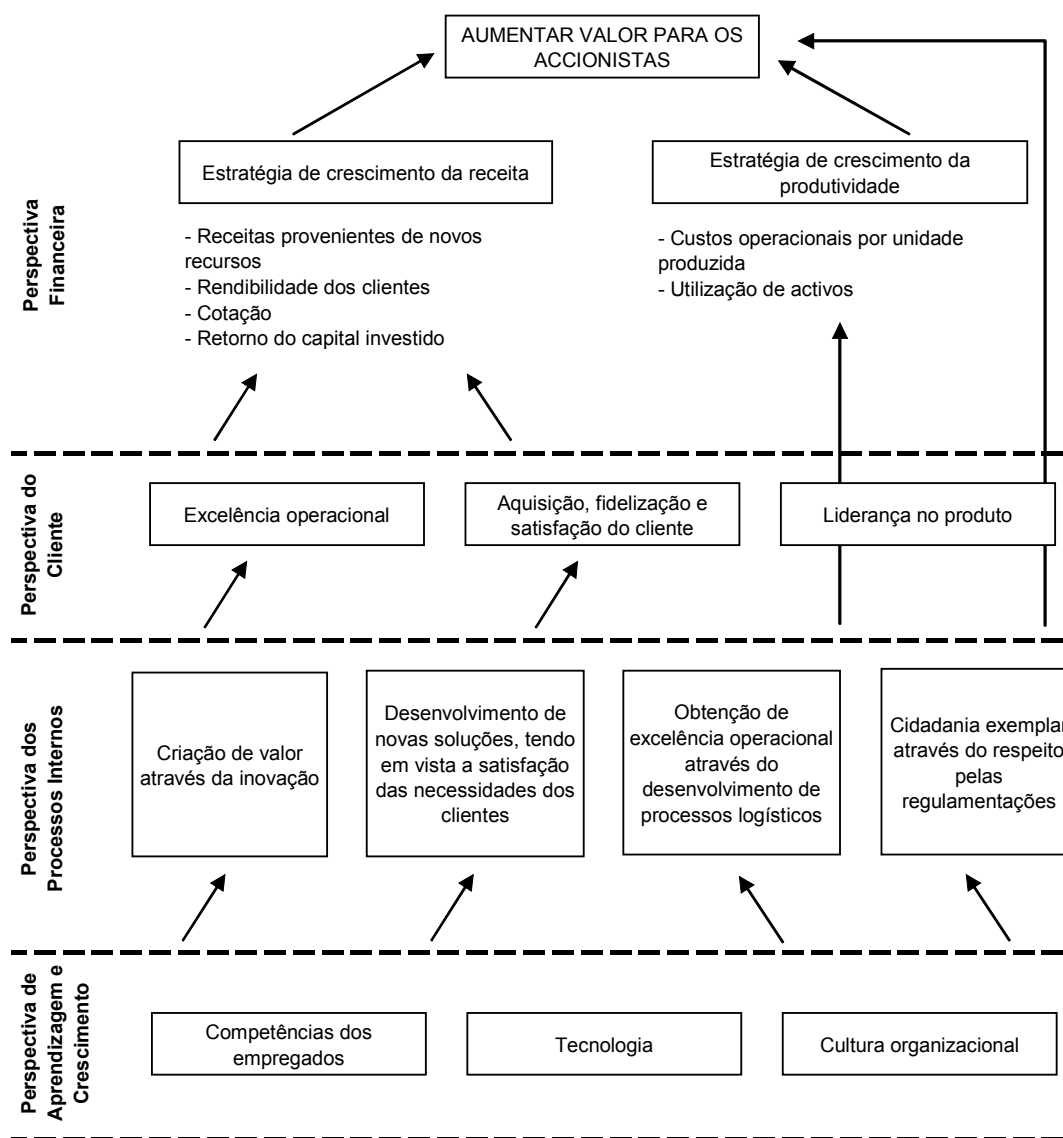 AUMENTAR VALOR PARA OS
ACCIONISTAS
Perspectiva
Financeira
Estratégia de crescimento da receita
Estratégia de crescimento da
produtividade
- Receitas provenientes de novos
recursos
- Rendibilidade dos clientes
- Cotação
- Retorno do capital investido
- Custos operacionais por unidade
produzida
- Utilização de activos
Perspectiva do
Cliente
Excelência operacional
Aquisição, fidelização e
satisfação do cliente
Liderança no produto
Perspectiva dos
Processos Internos
Criação de valor
através da inovação
Desenvolvimento de
novas soluções, tendo
em vista a satisfação
das necessidades dos
clientes
Obtenção de
excelência operacional
através do
desenvolvimento de
processos logísticos
Cidadania exemplar
através do respeito
pelas
regulamentações
Perspectiva de
Aprendizagem e
Crescimento
Competências dos
empregados
Tecnologia
Cultura organizacional